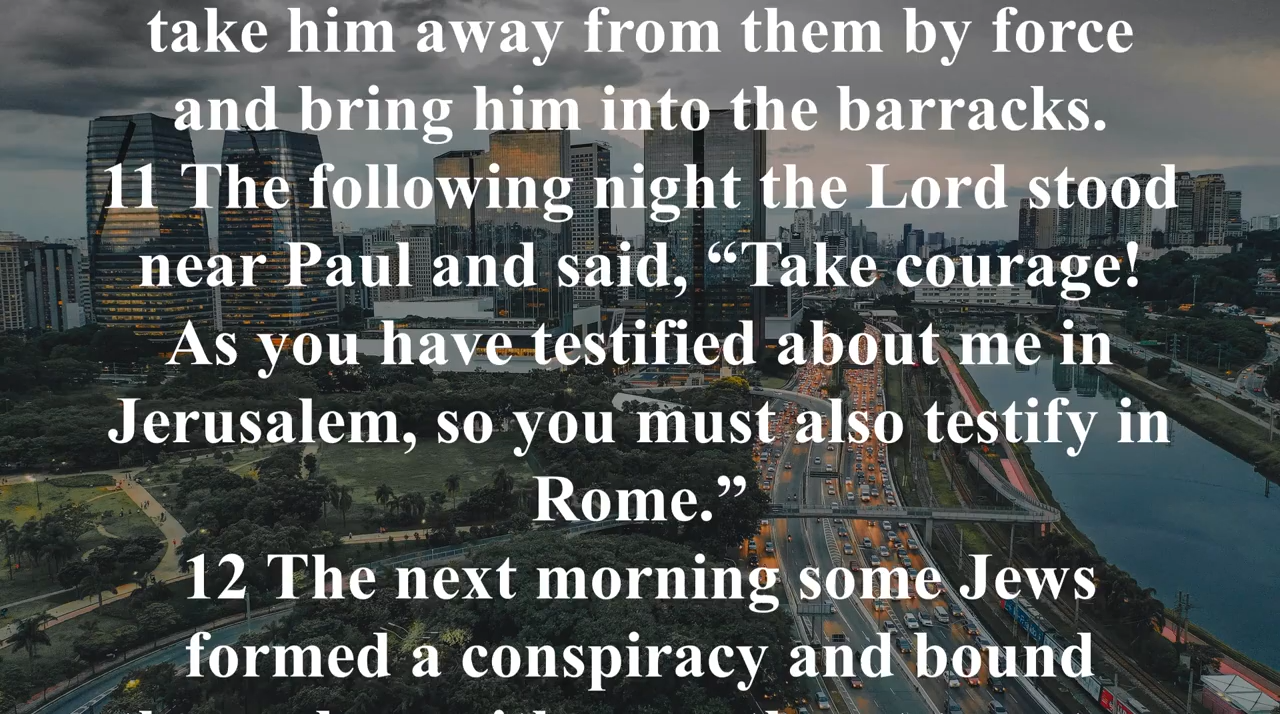 take him away from them by force
and bring him into the barracks.
11 The following night the Lord stood
near Paul and said, “Take courage!
As you have testified about me in
Jerusalem, so you must also testify in
Rome.”
12 The next morning some Jews
formed a conspiracy and bound